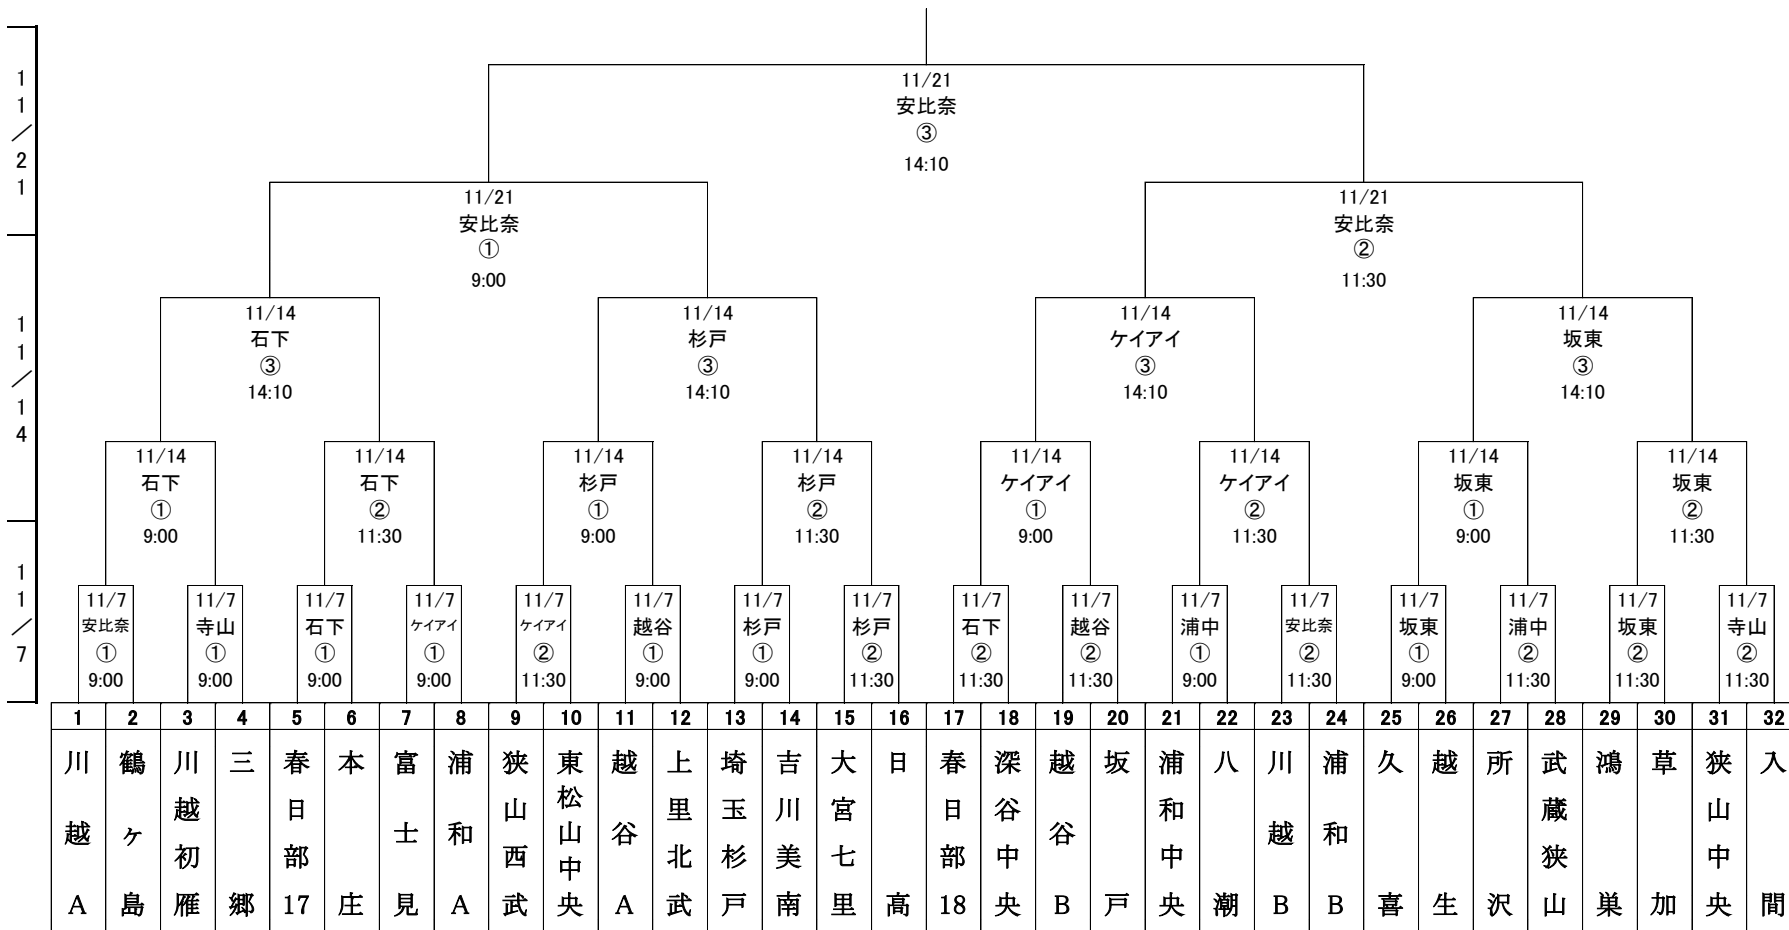 11/21
安比奈
③
14:10
11/21
11/21
安比奈
①
9:00
11/21
安比奈
②
11:30
11/14
11/14
石下
③
14:10
11/14
杉戸
③
14:10
11/14
ケイアイ
③
14:10
11/14
坂東
③
14:10
11/14
石下
①
9:00
11/14
石下
②
11:30
11/14
杉戸
①
9:00
11/14
杉戸
②
11:30
11/14
ケイアイ
①
9:00
11/14
ケイアイ
②
11:30
11/14
坂東
①
9:00
11/14
坂東
②
11:30
11/7
11/7
安比奈
①
9:00
11/7
寺山
①
9:00
11/7
石下
①
9:00
11/7
ケイアイ
①
9:00
11/7
ケイアイ
②
11:30
11/7
越谷
①
9:00
11/7
杉戸
①
9:00
11/7
杉戸
②
11:30
11/7
石下
②
11:30
11/7
越谷
②
11:30
11/7
浦中
①
9:00
11/7
安比奈
②
11:30
11/7
坂東
①
9:00
11/7
浦中
②
11:30
11/7
坂東
②
11:30
11/7
寺山
②
11:30
1 川越A
2 鶴ヶ島
3 川越初雁
4 三郷
5 春日部17
6 本庄
7 富士見
8 浦和A
9 狭山西武
10 東松山中央
11 越谷A
12 上里北武
13 埼玉杉戸
14 吉川美南
15 大宮七里
16 日高
17 春日部18
18 深谷中央
19 越谷B
20 坂戸
21 浦和中央
22 八潮
23 川越B
24 浦和B
25 久喜
26 越生
27 所沢
28 武蔵狭山
29 鴻巣
30 草加
31 狭山中央
32 入間